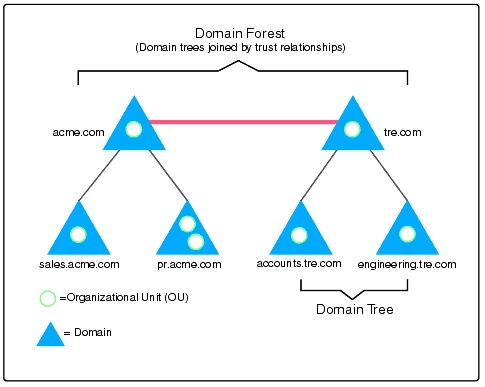 Domain Forest
(Domain trees joined by trust relationships)
acme.com
tre.com
sales.acme.com
pr.acme.com
accounts.tre.com
engineering.tre.com
=Organizational Unit (OU)
Domain Tree
= Domain